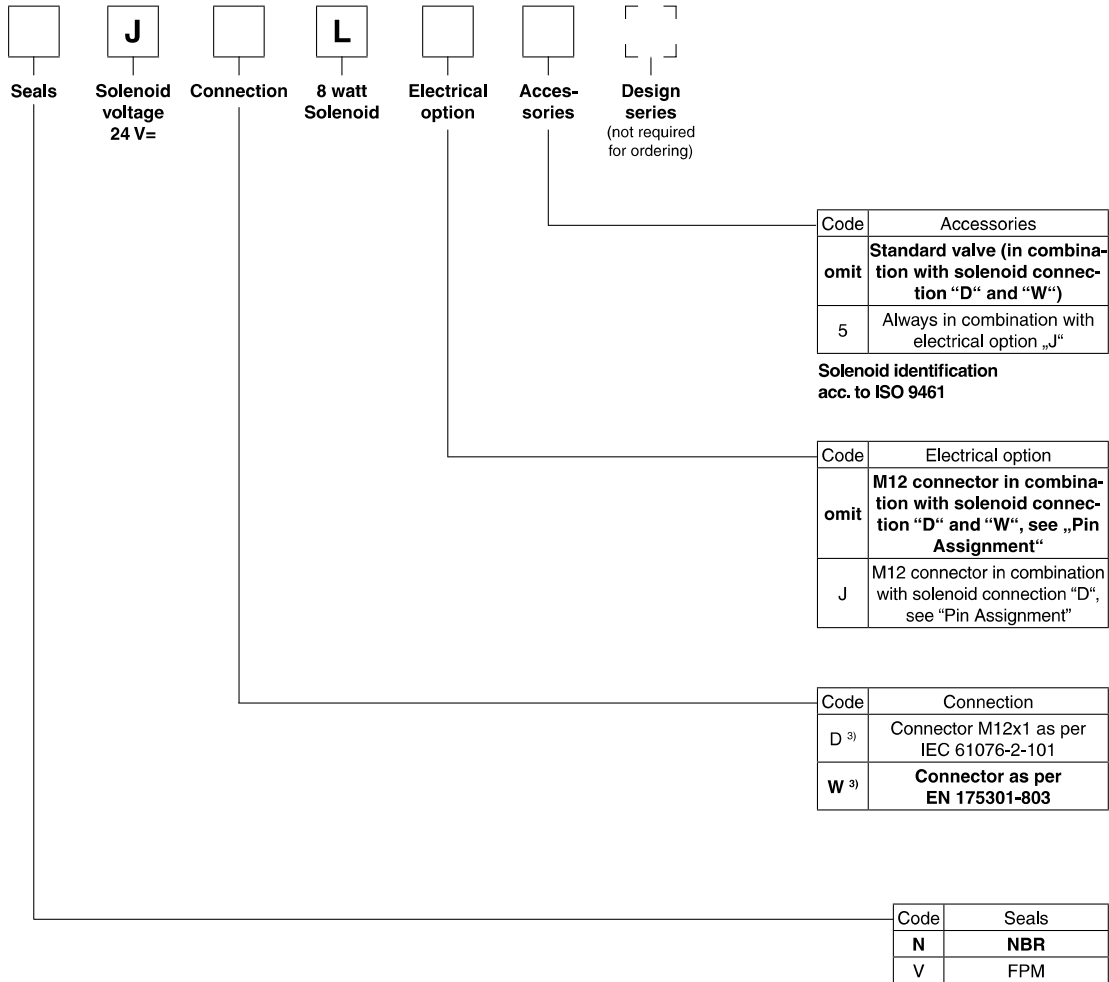 J
L
Seals
Solenoid
voltage
24 V=
Connection
8 watt
Solenoid
Electrical
option
Acces-
sories
Design
series
(not required
for ordering)
Code Accessories
omit Standard valve (in combina-
tion with solenoid connec-
tion “D“ and “W“)
5 Always in combination with
electrical option „J“
Solenoid identification
acc. to ISO 9461
Code Electrical option
omit M12 connector in combina-
tion with solenoid connec-
tion “D“ and “W“, see „Pin
Assignment“
J M12 connector in combination
with solenoid connection “D“,
see “Pin Assignment”
Code Connection
D 3) Connector M12x1 as per
IEC 61076-2-101
W 3) Connector as per
EN 175301-803
Code Seals
N NBR
V FPM